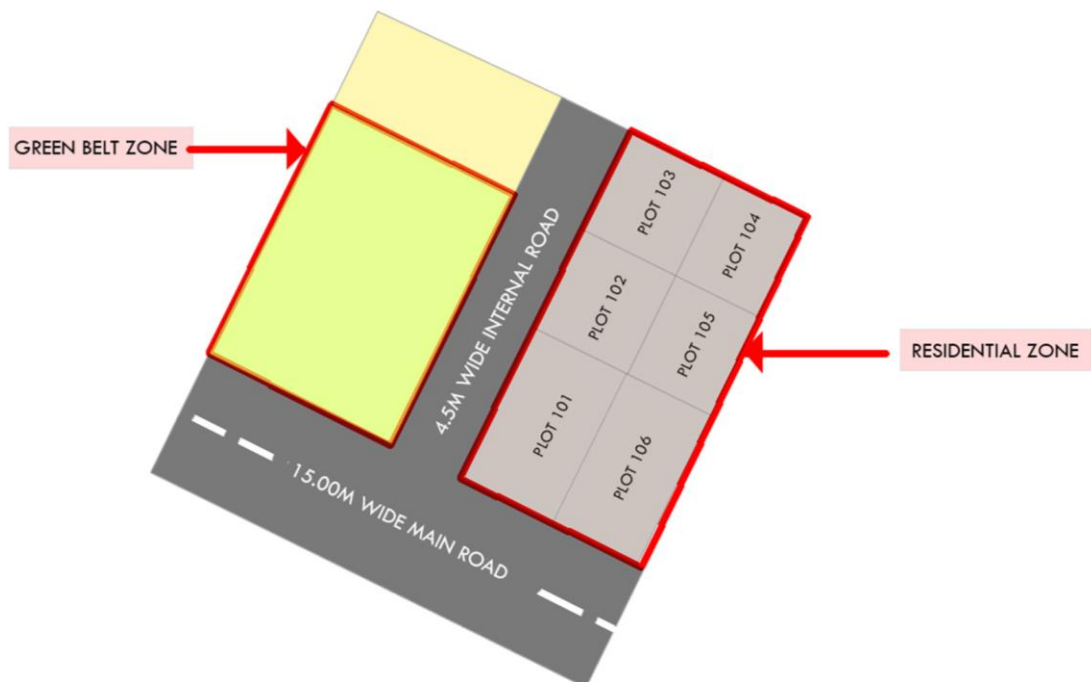 GREEN BELT ZONE
PLOT 103
PLOT 104
PLOT 102
PLOT 105
4.5M WIDE INTERNAL ROAD
RESIDENTIAL ZONE
PLOT 101
PLOT 106
15.00M WIDE MAIN ROAD